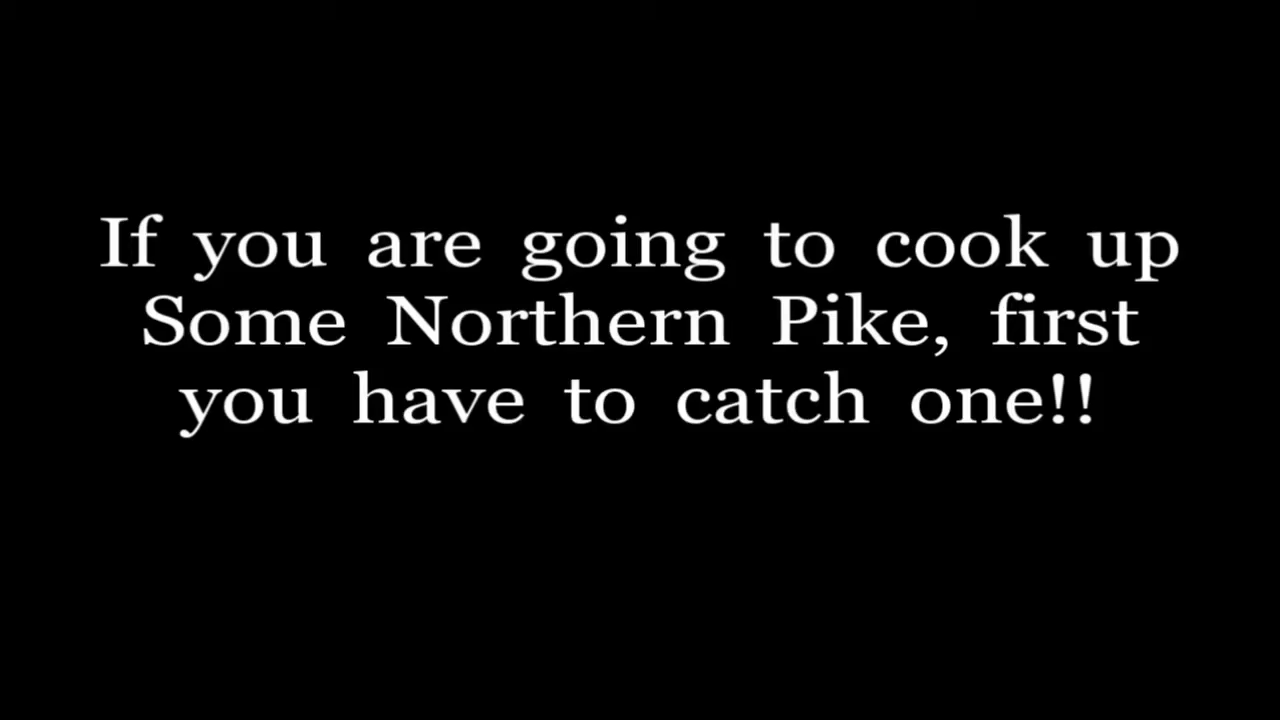 If you are going to cook up
Some Northern Pike, first
you have to catch one!!